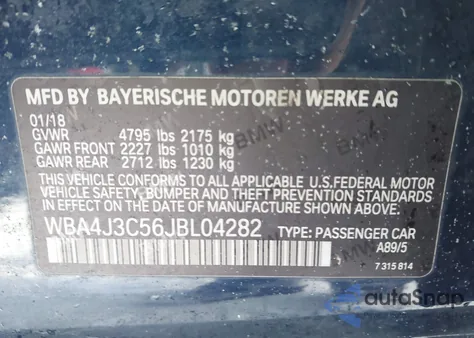 MFD BY BAYERISCHE MOTOREN WERKE AG
01/18
GVWR 4795 lbs 2175 kg
GAWR FRONT 2227 lbs 1010 kg
GAWR REAR 2712 lbs 1230 kg
THIS VEHICLE CONFORMS TO ALL APPLICABLE U.S.FEDERAL MOTOR
VEHICLE SAFETY, BUMPER, AND THEFT PREVENTION STANDARDS
IN EFFECT ON THE DATE OF MANUFACTURE SHOWN ABOVE.
WBA4J3C56JBL04282 TYPE: PASSENGER CAR
A89/5
7 315 814
BMW
autoSnap